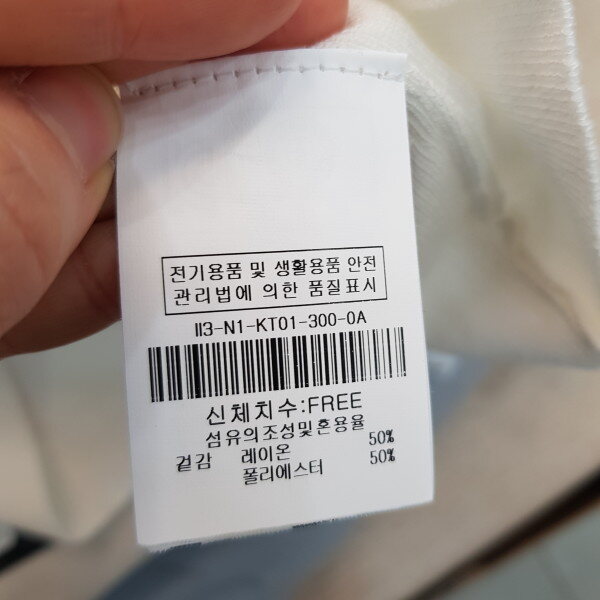 전기용품 및 생활용품 안전
관리법에 의한 품질표시
II3-N1-KT01-300-0A
신체치수:FREE
섬유의조성및혼용율
겉감 레이온 50%
폴리에스터 50%